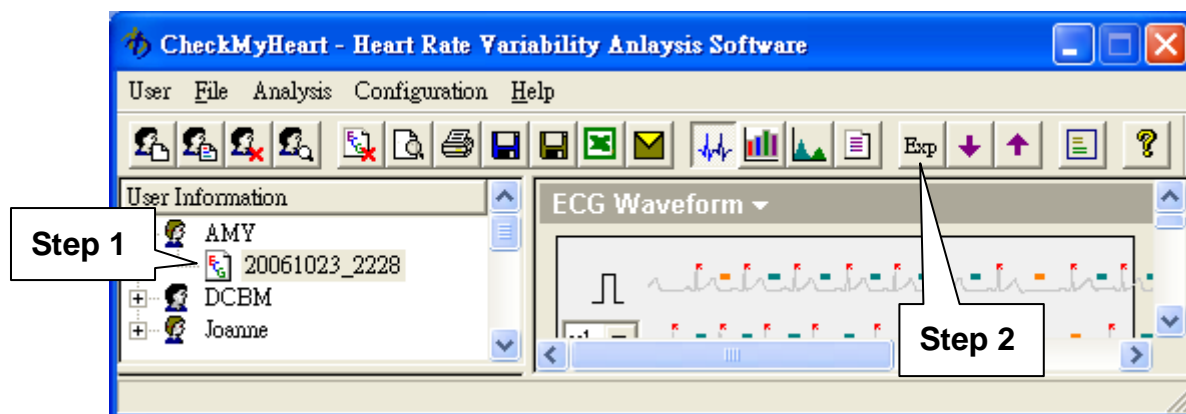 CheckMyHeart - Heart Rate Variability Anlaysis Software
User File Analysis Configuration Help
Exp
User Information
ECG Waveform
Step 1
AMY
20061023_2228
DCBM
Joanne
Step 2